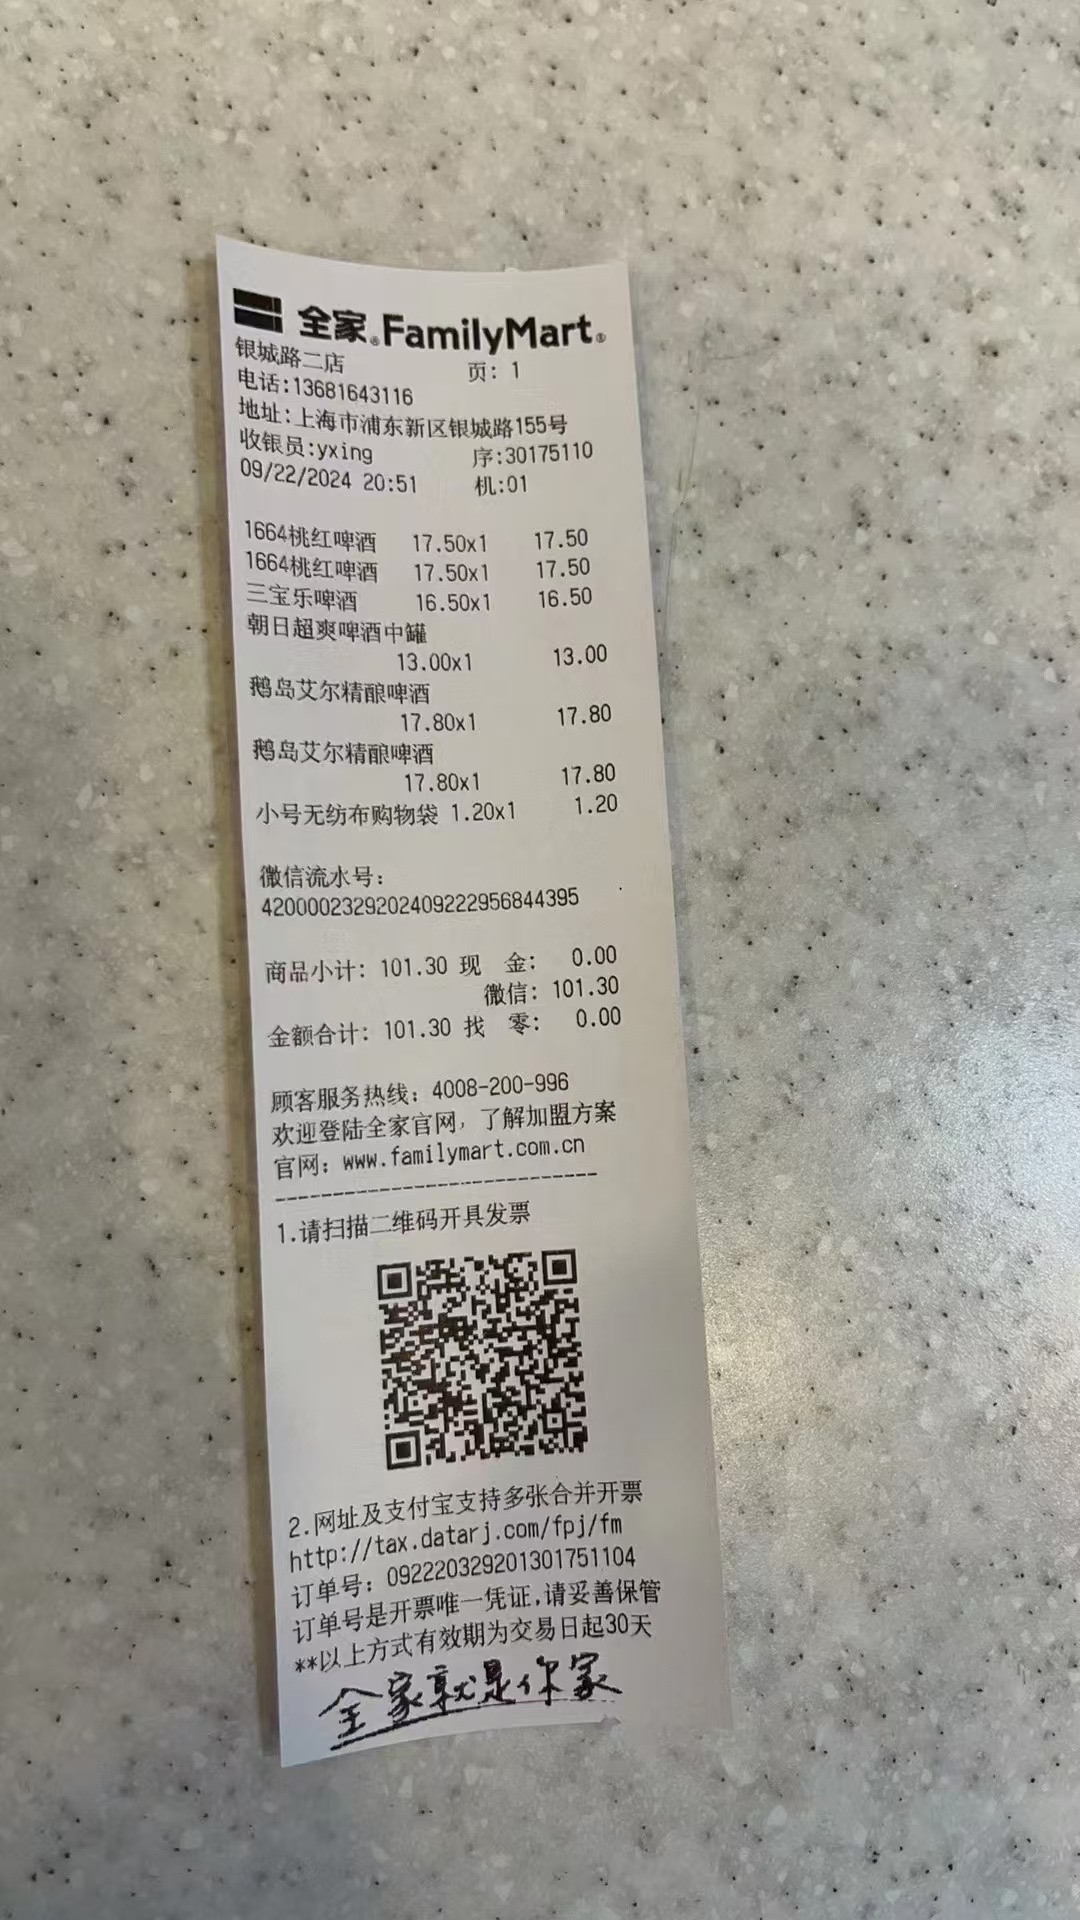 全家®FamilyMart®
银城路二店 页: 1
电话:13681643116
地址:上海市浦东新区银城路155号
收银员:yxing 序:30175110
09/22/2024 20:51 机:01
1664桃红啤酒 17.50x1 17.50
1664桃红啤酒 17.50x1 17.50
三宝乐啤酒 16.50x1 16.50
朝日超爽啤酒中罐
13.00x1 13.00
鹅岛艾尔精酿啤酒
17.80x1 17.80
鹅岛艾尔精酿啤酒
17.80x1 17.80
小号无纺布购物袋 1.20x1 1.20
微信流水号:
4200002329202409222956844395
商品小计: 101.30 现 金: 0.00
微信: 101.30
金额合计: 101.30 找 零: 0.00
顾客服务热线: 4008-200-996
欢迎登陆全家官网, 了解加盟方案
官网: www.familymart.com.cn
----------------------------
1.请扫描二维码开具发票
2.网址及支付宝支持多张合并开票
http://tax.datarj.com/fpj/fm
订单号: 0922203292013017511​04
订单号是开票唯一凭证,请妥善保管
**以上方式有效期为交易日起30天
全家就是你家